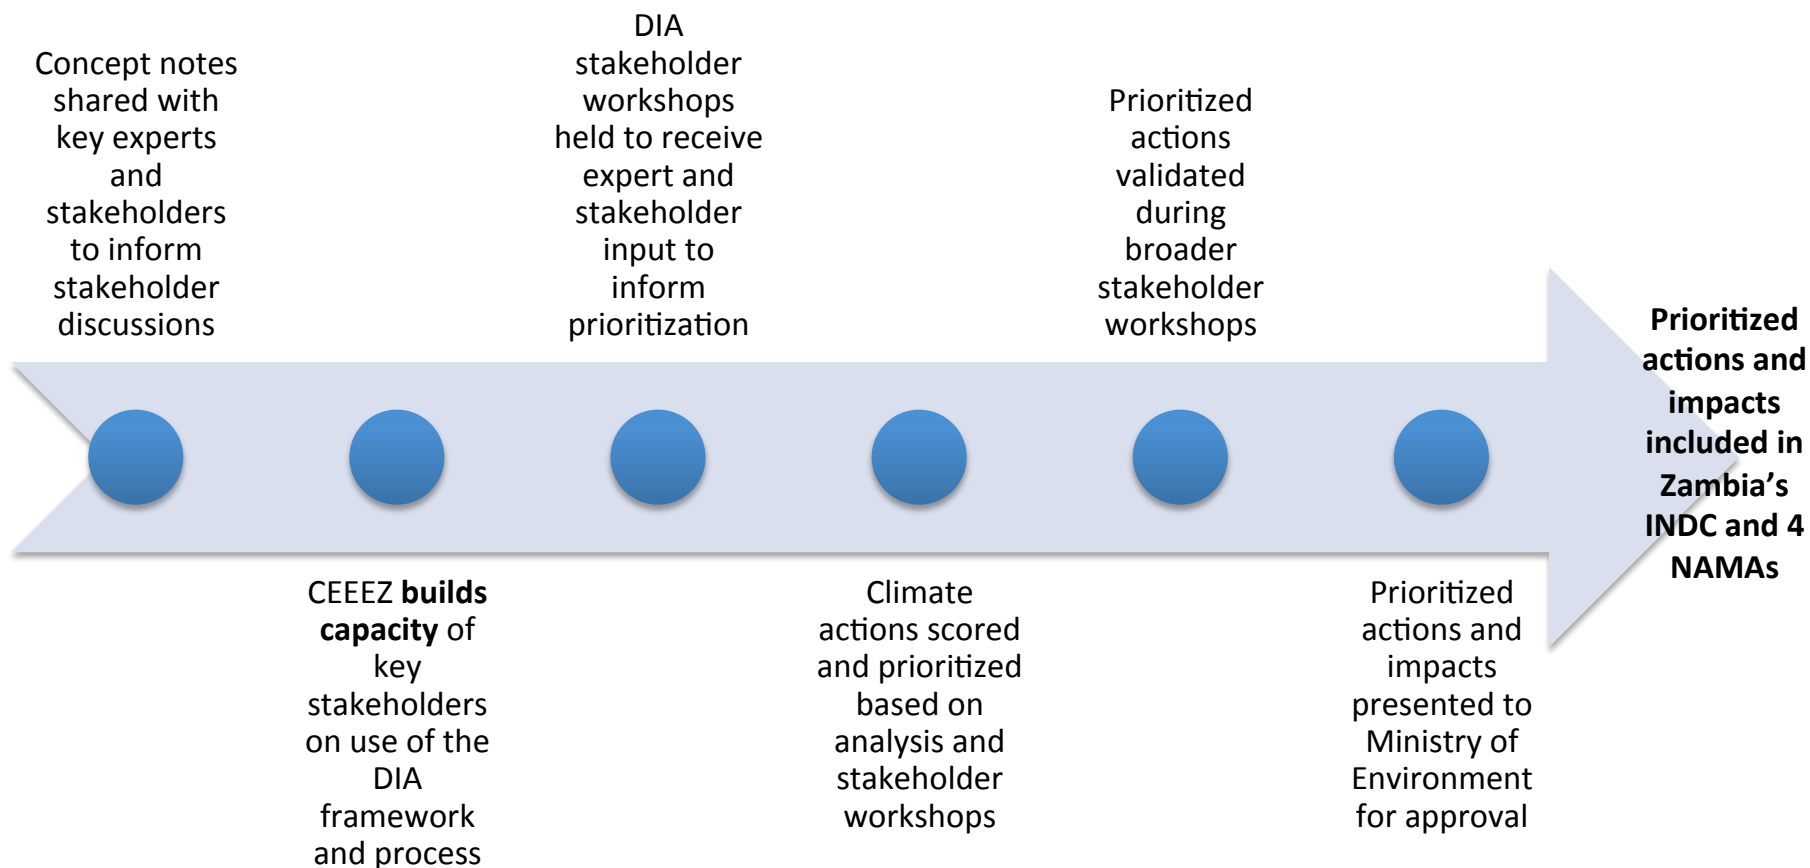 Concept notes
shared with
key experts
and
stakeholders
to inform
stakeholder
discussions
CEEEZ builds
capacity of
key
stakeholders
on use of the
DIA
framework
and process
DIA
stakeholder
workshops
held to receive
expert and
stakeholder
input to
inform
prioritization
Climate
actions scored
and prioritized
based on
analysis and
stakeholder
workshops
Prioritized
actions
validated
during
broader
stakeholder
workshops
Prioritized
actions and
impacts
presented to
Ministry of
Environment
for approval
Prioritized
actions and
impacts
included in
Zambia’s
INDC and 4
NAMAs